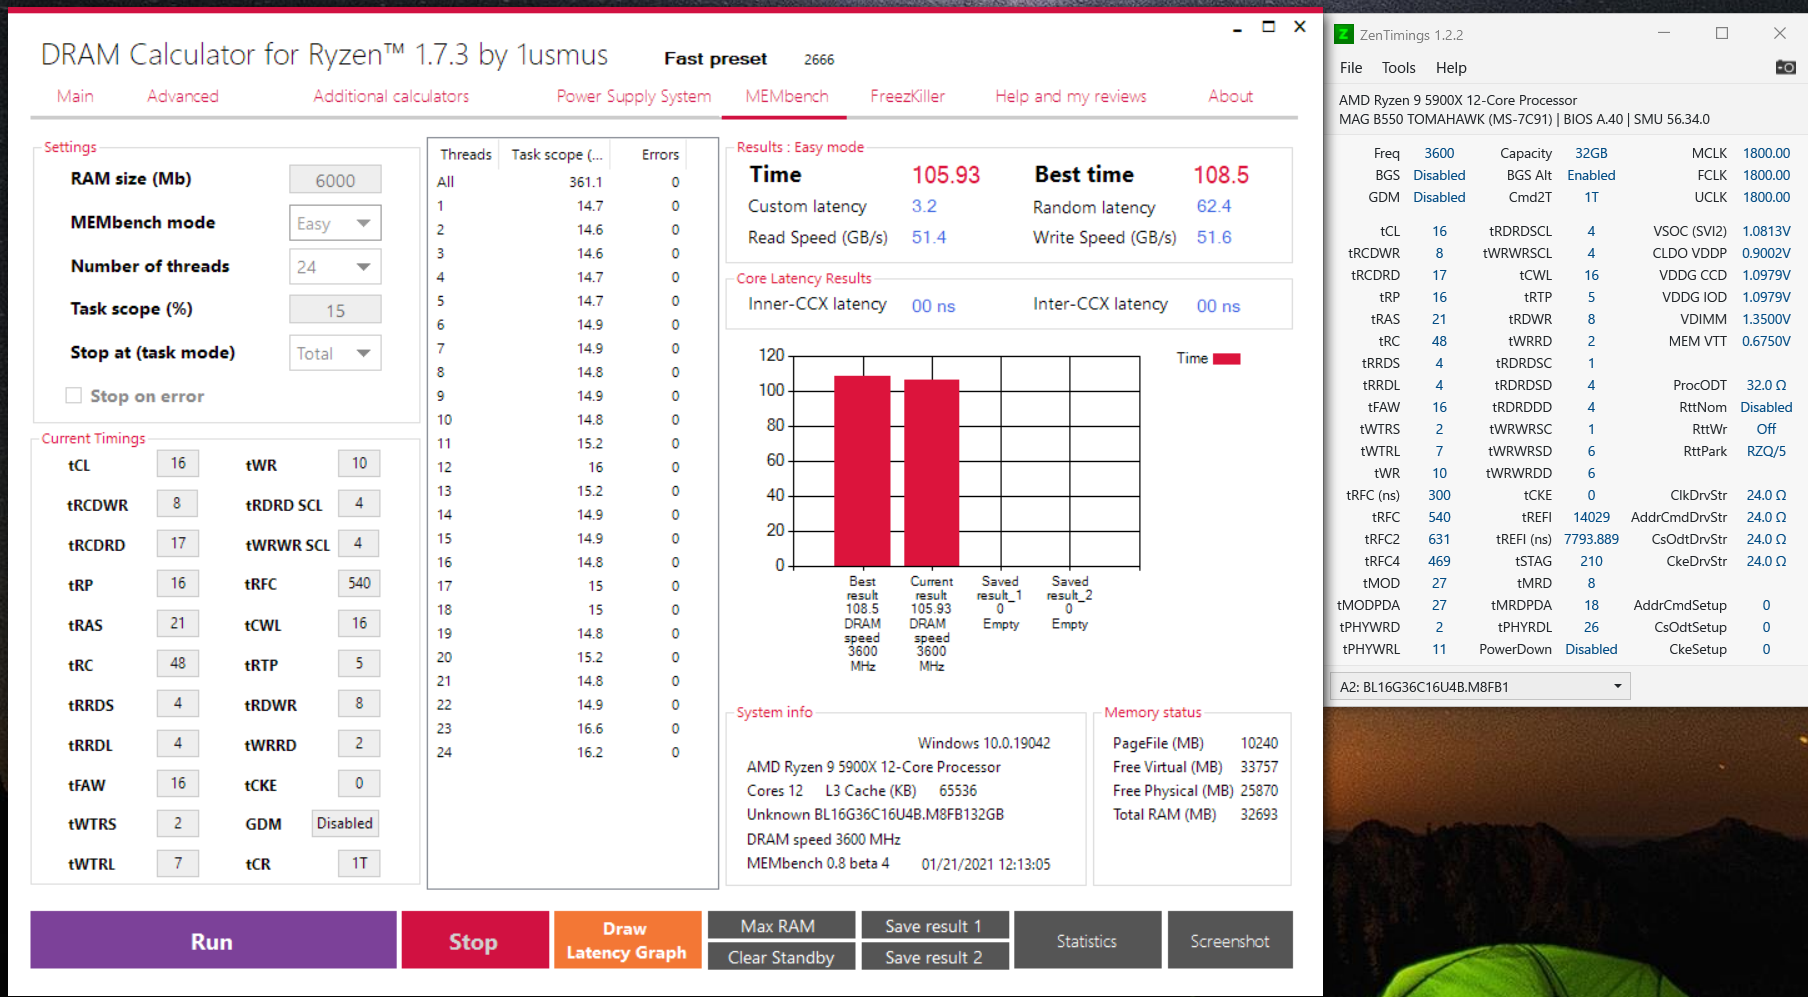 DRAM Calculator for Ryzen™ 1.7.3 by 1usmus Fast preset 2666
Main Advanced Additional calculators Power Supply System MEMbench FreezKiller Help and my reviews About
Settings
RAM size (Mb) 6000
MEMbench mode Easy
Number of threads 24
Task scope (%) 15
Stop at (task mode) Total
Stop on error
Current Timings
tCL 16 tWR 10
tRCDWR 8 tRDRD SCL 4
tRCDRD 17 tWRWR SCL 4
tRP 16 tRFC 540
tRAS 21 tCWL 16
tRC 48 tRTP 5
tRRDS 4 tRDWR 8
tRRDL 4 tWRRD 2
tFAW 16 tCKE 0
tWTRS 2 GDM Disabled
tWTRL 7 tCR 1T
Threads Task scope (... Errors
All 361.1 0
1 14.7 0
2 14.6 0
3 14.6 0
4 14.7 0
5 14.7 0
6 14.9 0
7 14.9 0
8 14.8 0
9 14.9 0
10 14.8 0
11 15.2 0
12 16 0
13 15.2 0
14 14.9 0
15 14.9 0
16 14.8 0
17 15 0
18 15 0
19 14.8 0
20 15.2 0
21 14.8 0
22 14.9 0
23 16.6 0
24 16.2 0
Results : Easy mode
Time 105.93 Best time 108.5
Custom latency 3.2 Random latency 62.4
Read Speed (GB/s) 51.4 Write Speed (GB/s) 51.6
Core Latency Results
Inner-CCX latency 00 ns Inter-CCX latency 00 ns
Time
120
100
80
60
40
20
0
Best result 108.5 DRAM speed 3600 MHz
Current result 105.93 DRAM speed 3600 MHz
Saved result_1 0 Empty
Saved result_2 0 Empty
System info
Windows 10.0.19042
AMD Ryzen 9 5900X 12-Core Processor
Cores 12 L3 Cache (KB) 65536
Unknown BL16G36C16U4B.M8FB132GB
DRAM speed 3600 MHz
MEMbench 0.8 beta 4 01/21/2021 12:13:05
Memory status
PageFile (MB) 10240
Free Virtual (MB) 33757
Free Physical (MB) 25870
Total RAM (MB) 32693
Run
Stop
Draw
Latency Graph
Max RAM
Clear Standby
Save result 1
Save result 2
Statistics
Screenshot
Z ZenTimings 1.2.2
File Tools Help
AMD Ryzen 9 5900X 12-Core Processor
MAG B550 TOMAHAWK (MS-7C91) | BIOS A.40 | SMU 56.34.0
Freq 3600 Capacity 32GB MCLK 1800.00
BGS Disabled BGS Alt Enabled FCLK 1800.00
GDM Disabled Cmd2T 1T UCLK 1800.00
tCL 16 tRDRDSCL 4 VSOC (SVI2) 1.0813V
tRCDWR 8 tWRWRSCL 4 CLDO VDDP 0.9002V
tRCDRD 17 tCWL 16 VDDG CCD 1.0979V
tRP 16 tRTP 5 VDDG IOD 1.0979V
tRAS 21 tRDWR 8 VDIMM 1.3500V
tRC 48 tWRRD 2 MEM VTT 0.6750V
tRRDS 4 tRDRDSC 1
tRRDL 4 tRDRDSD 4 ProcODT 32.0 Ω
tFAW 16 tRDRDDD 4 RttNom Disabled
tWTRS 2 tWRWRSC 1 RttWr Off
tWTRL 7 tWRWRSD 6 RttPark RZQ/5
tWR 10 tWRWRDD 6
tRFC (ns) 300 tCKE 0 ClkDrvStr 24.0 Ω
tRFC 540 tREFI 14029 AddrCmdDrvStr 24.0 Ω
tRFC2 631 tREFI (ns) 7793.889 CsOdtDrvStr 24.0 Ω
tRFC4 469 tSTAG 210 CkeDrvStr 24.0 Ω
tMOD 27 tMRD 8
tMODPDA 27 tMRDPDA 18 AddrCmdSetup 0
tPHYWRD 2 tPHYRDL 26 CsOdtSetup 0
tPHYWRL 11 PowerDown Disabled CkeSetup 0
A2: BL16G36C16U4B.M8FB1